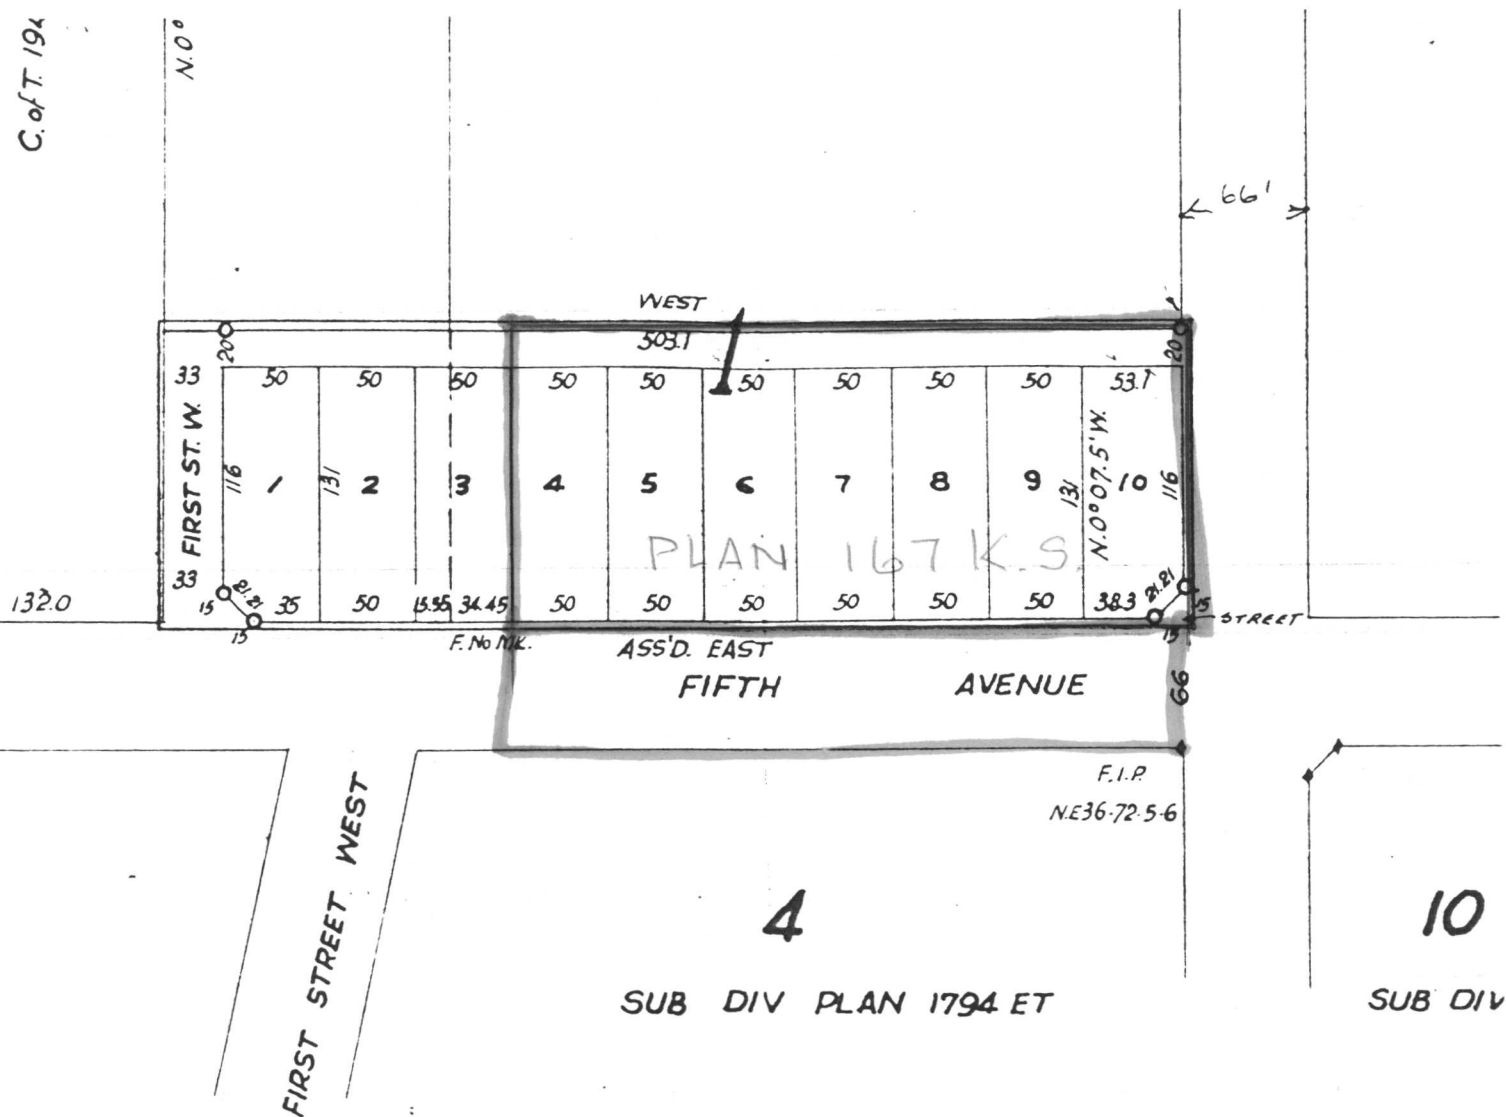 C. of T. 19
N.0°
66'
WEST
503.1
20
20
33 50 50 50 50 50 50 50 50 50 53.1
FIRST ST. W.
116 1 131 2 3 4 5 6 7 8 9 131 10 116
N.0°07.5'W.
1
PLAN 167 K.S.
33
132.0
15 21.21 35 50 15.55 34.45 50 50 50 50 50 50 38.3 21.21 15
15 15
STREET
F. No MK.
ASS'D. EAST
FIFTH AVENUE
66
F.I.P.
N.E36-72-5-6
FIRST STREET WEST
4
10
SUB DIV PLAN 1794 ET
SUB DIV